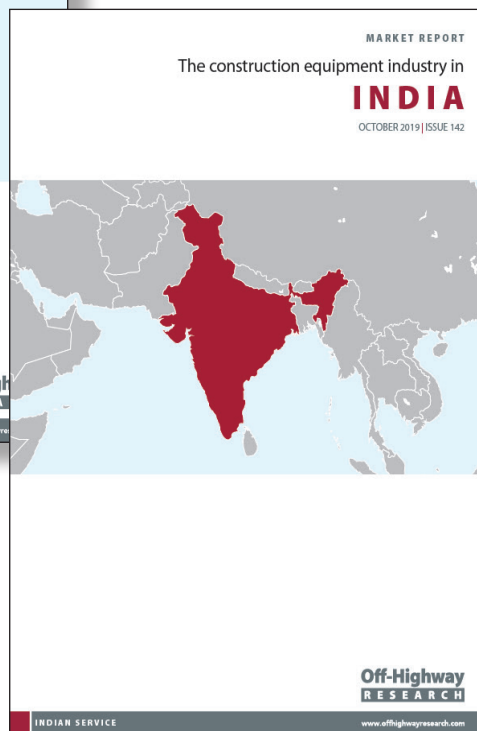 MARKET REPORT
The construction equipment industry in
INDIA
OCTOBER 2019 | ISSUE 142
Off-Highway
RESEARCH
INDIAN SERVICE
www.offhighwayresearch.com